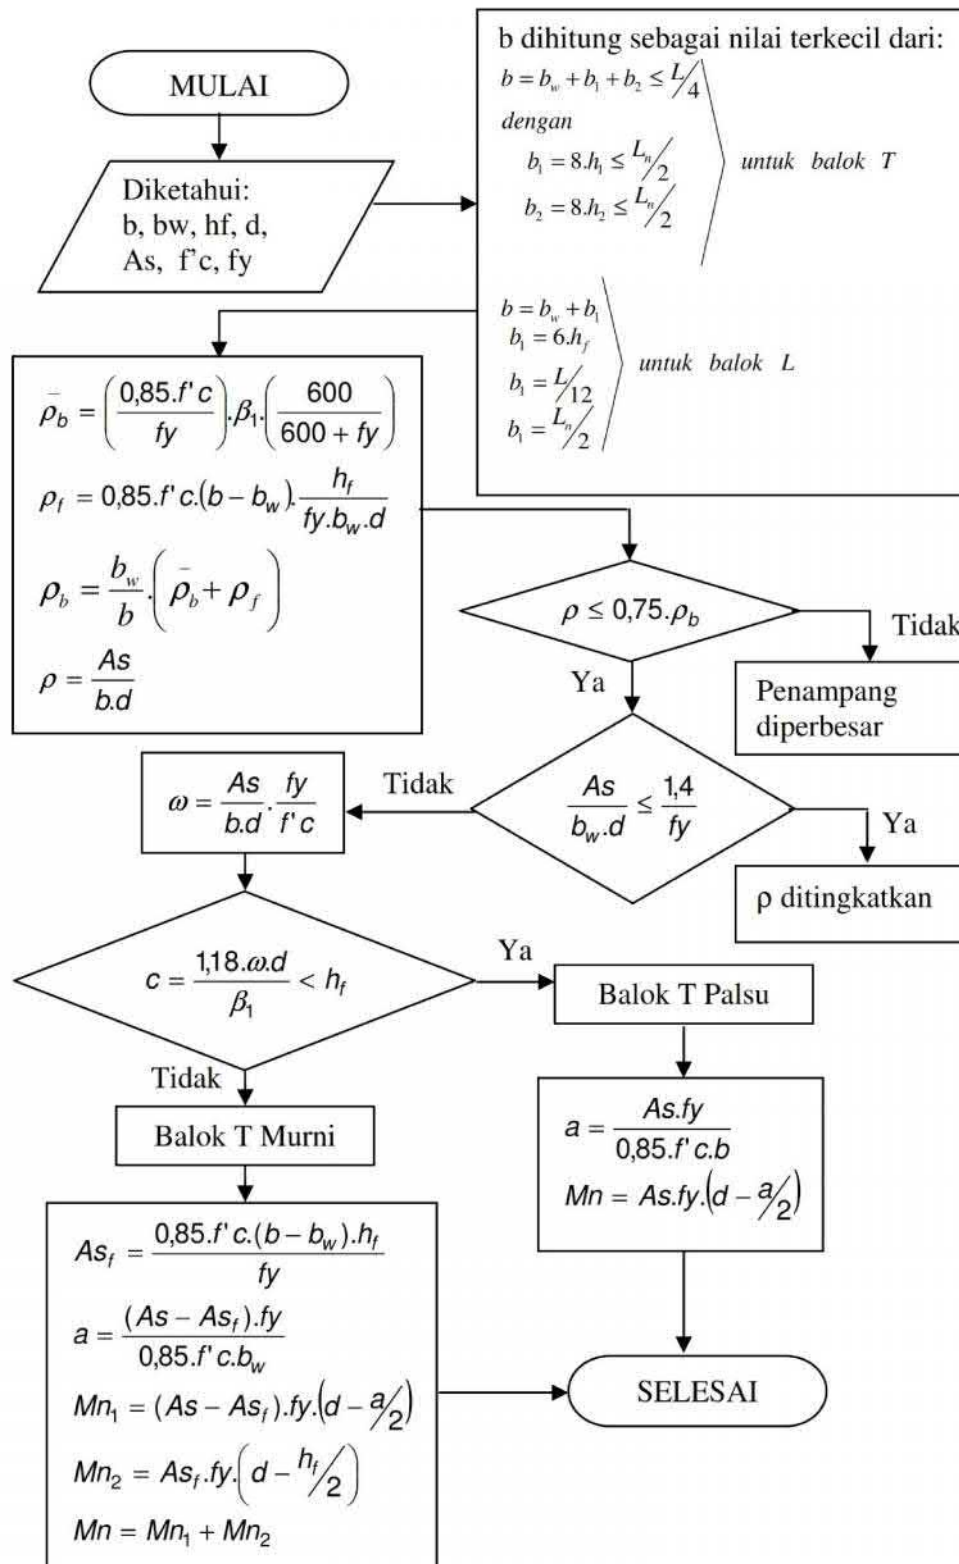 MULAI
Diketahui:
b, bw, hf, d,
As, f'c, fy
b dihitung sebagai nilai terkecil dari:
b = b_w + b_1 + b_2 ≤ L/4
dengan
b_1 = 8.h_1 ≤ L_n/2
b_2 = 8.h_2 ≤ L_n/2
untuk balok T
b = b_w + b_1
b_1 = 6.h_f
b_1 = L/12
b_1 = L_n/2
untuk balok L
ρ̄_b = (0,85.f'c / fy).β_1.(600 / (600 + fy))
ρ_f = 0,85.f'c.(b − b_w).h_f / (fy.b_w.d)
ρ_b = b_w/b.(ρ̄_b + ρ_f)
ρ = As / b.d
ρ ≤ 0,75.ρ_b
Tidak
Penampang
diperbesar
Ya
As / b_w.d ≤ 1,4 / fy
Ya
ρ ditingkatkan
Tidak
ω = As / b.d . fy / f'c
c = 1,18.ω.d / β_1 < h_f
Ya
Balok T Palsu
a = As.fy / 0,85.f'c.b
Mn = As.fy.(d − a/2)
Tidak
Balok T Murni
As_f = 0,85.f'c.(b − b_w).h_f / fy
a = (As − As_f).fy / 0,85.f'c.b_w
Mn_1 = (As − As_f).fy.(d − a/2)
Mn_2 = As_f.fy.(d − h_f/2)
Mn = Mn_1 + Mn_2
SELESAI